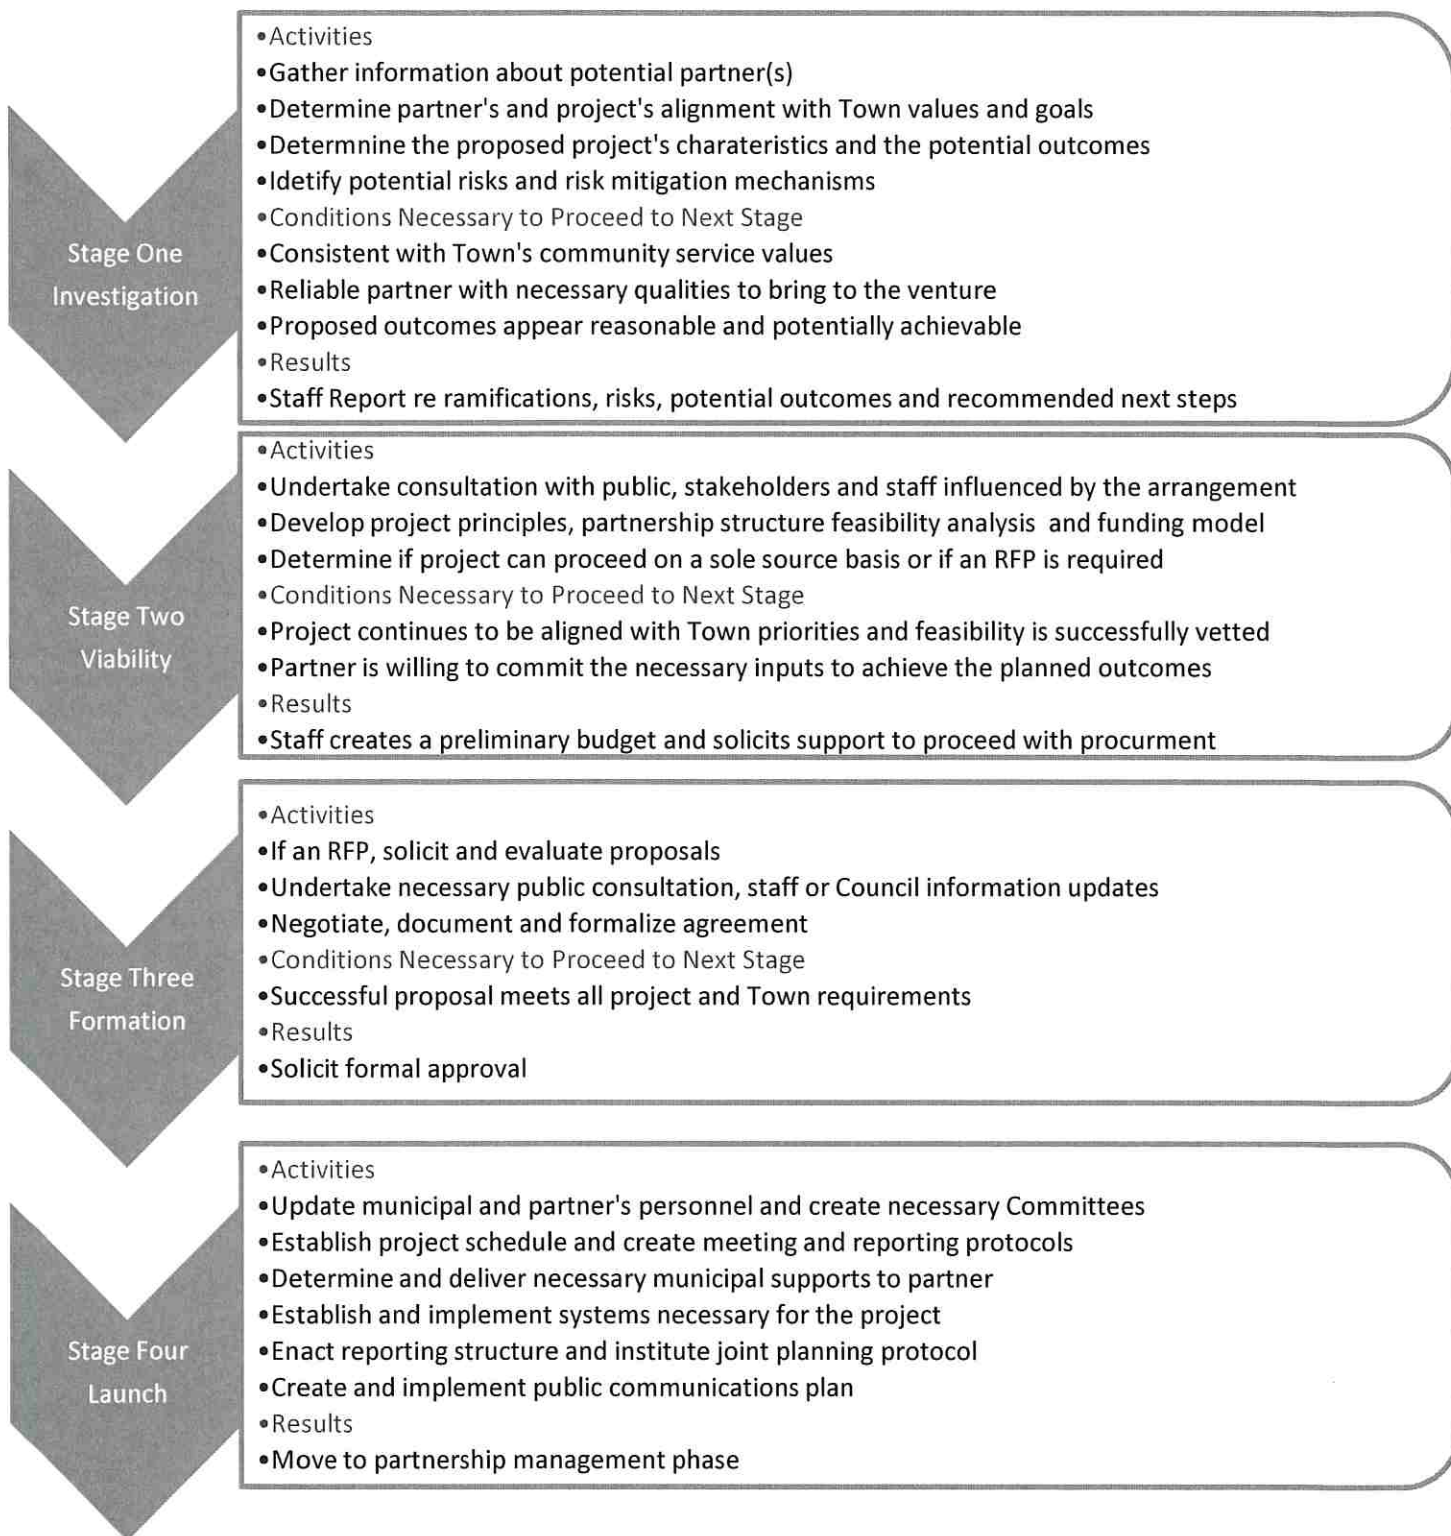 Stage One
Investigation
•Activities
•Gather information about potential partner(s)
•Determine partner's and project's alignment with Town values and goals
•Determnine the proposed project's charateristics and the potential outcomes
•Idetify potential risks and risk mitigation mechanisms
•Conditions Necessary to Proceed to Next Stage
•Consistent with Town's community service values
•Reliable partner with necessary qualities to bring to the venture
•Proposed outcomes appear reasonable and potentially achievable
•Results
•Staff Report re ramifications, risks, potential outcomes and recommended next steps
Stage Two
Viability
•Activities
•Undertake consultation with public, stakeholders and staff influenced by the arrangement
•Develop project principles, partnership structure feasibility analysis and funding model
•Determine if project can proceed on a sole source basis or if an RFP is required
•Conditions Necessary to Proceed to Next Stage
•Project continues to be aligned with Town priorities and feasibility is successfully vetted
•Partner is willing to commit the necessary inputs to achieve the planned outcomes
•Results
•Staff creates a preliminary budget and solicits support to proceed with procurment
Stage Three
Formation
•Activities
•If an RFP, solicit and evaluate proposals
•Undertake necessary public consultation, staff or Council information updates
•Negotiate, document and formalize agreement
•Conditions Necessary to Proceed to Next Stage
•Successful proposal meets all project and Town requirements
•Results
•Solicit formal approval
Stage Four
Launch
•Activities
•Update municipal and partner's personnel and create necessary Committees
•Establish project schedule and create meeting and reporting protocols
•Determine and deliver necessary municipal supports to partner
•Establish and implement systems necessary for the project
•Enact reporting structure and institute joint planning protocol
•Create and implement public communications plan
•Results
•Move to partnership management phase